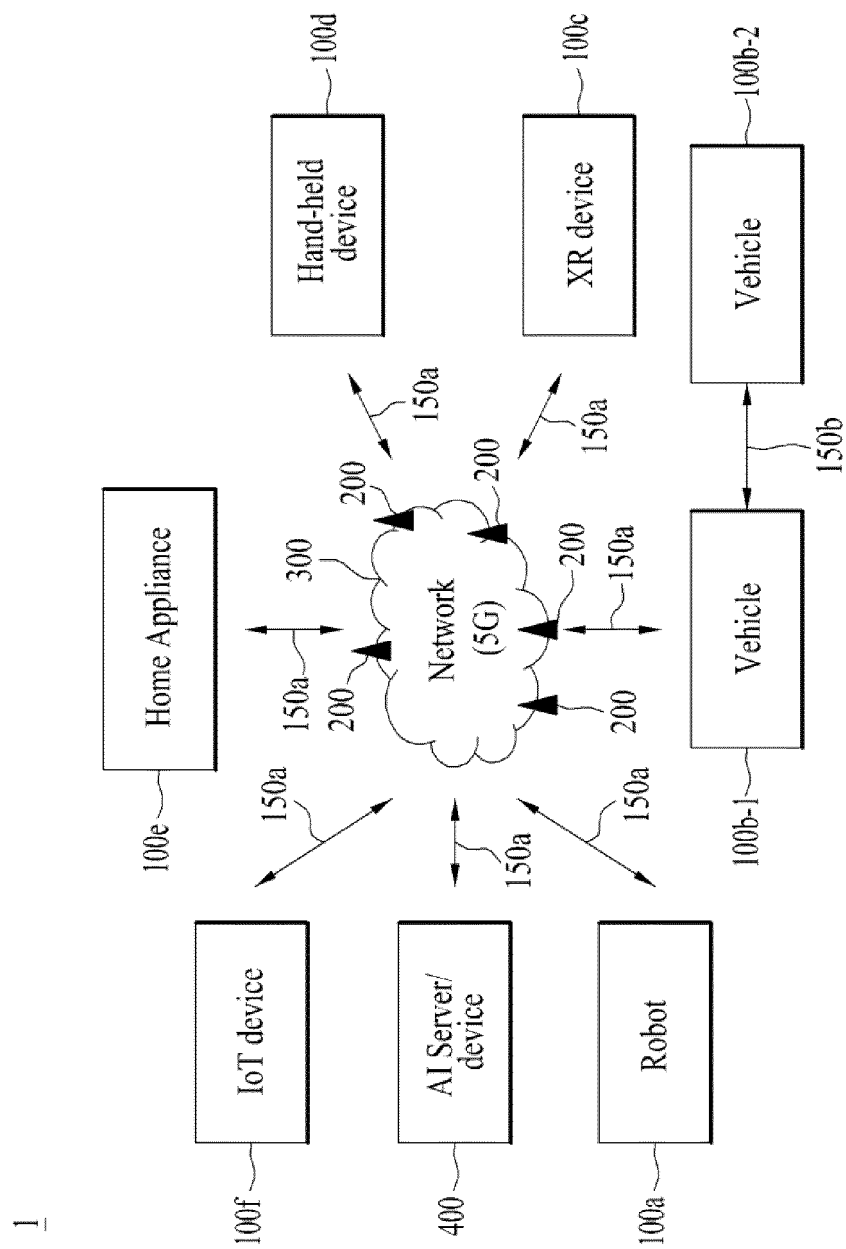 1
100e
Home Appliance
100f
IoT device
150a
150a
200
300
200
150a
Hand-held
device
100d
400
AI Server/
device
150a
Network
(5G)
200
200
200
150a
XR device
100c
100a
Robot
150a
150a
100b-1
Vehicle
150b
Vehicle
100b-2